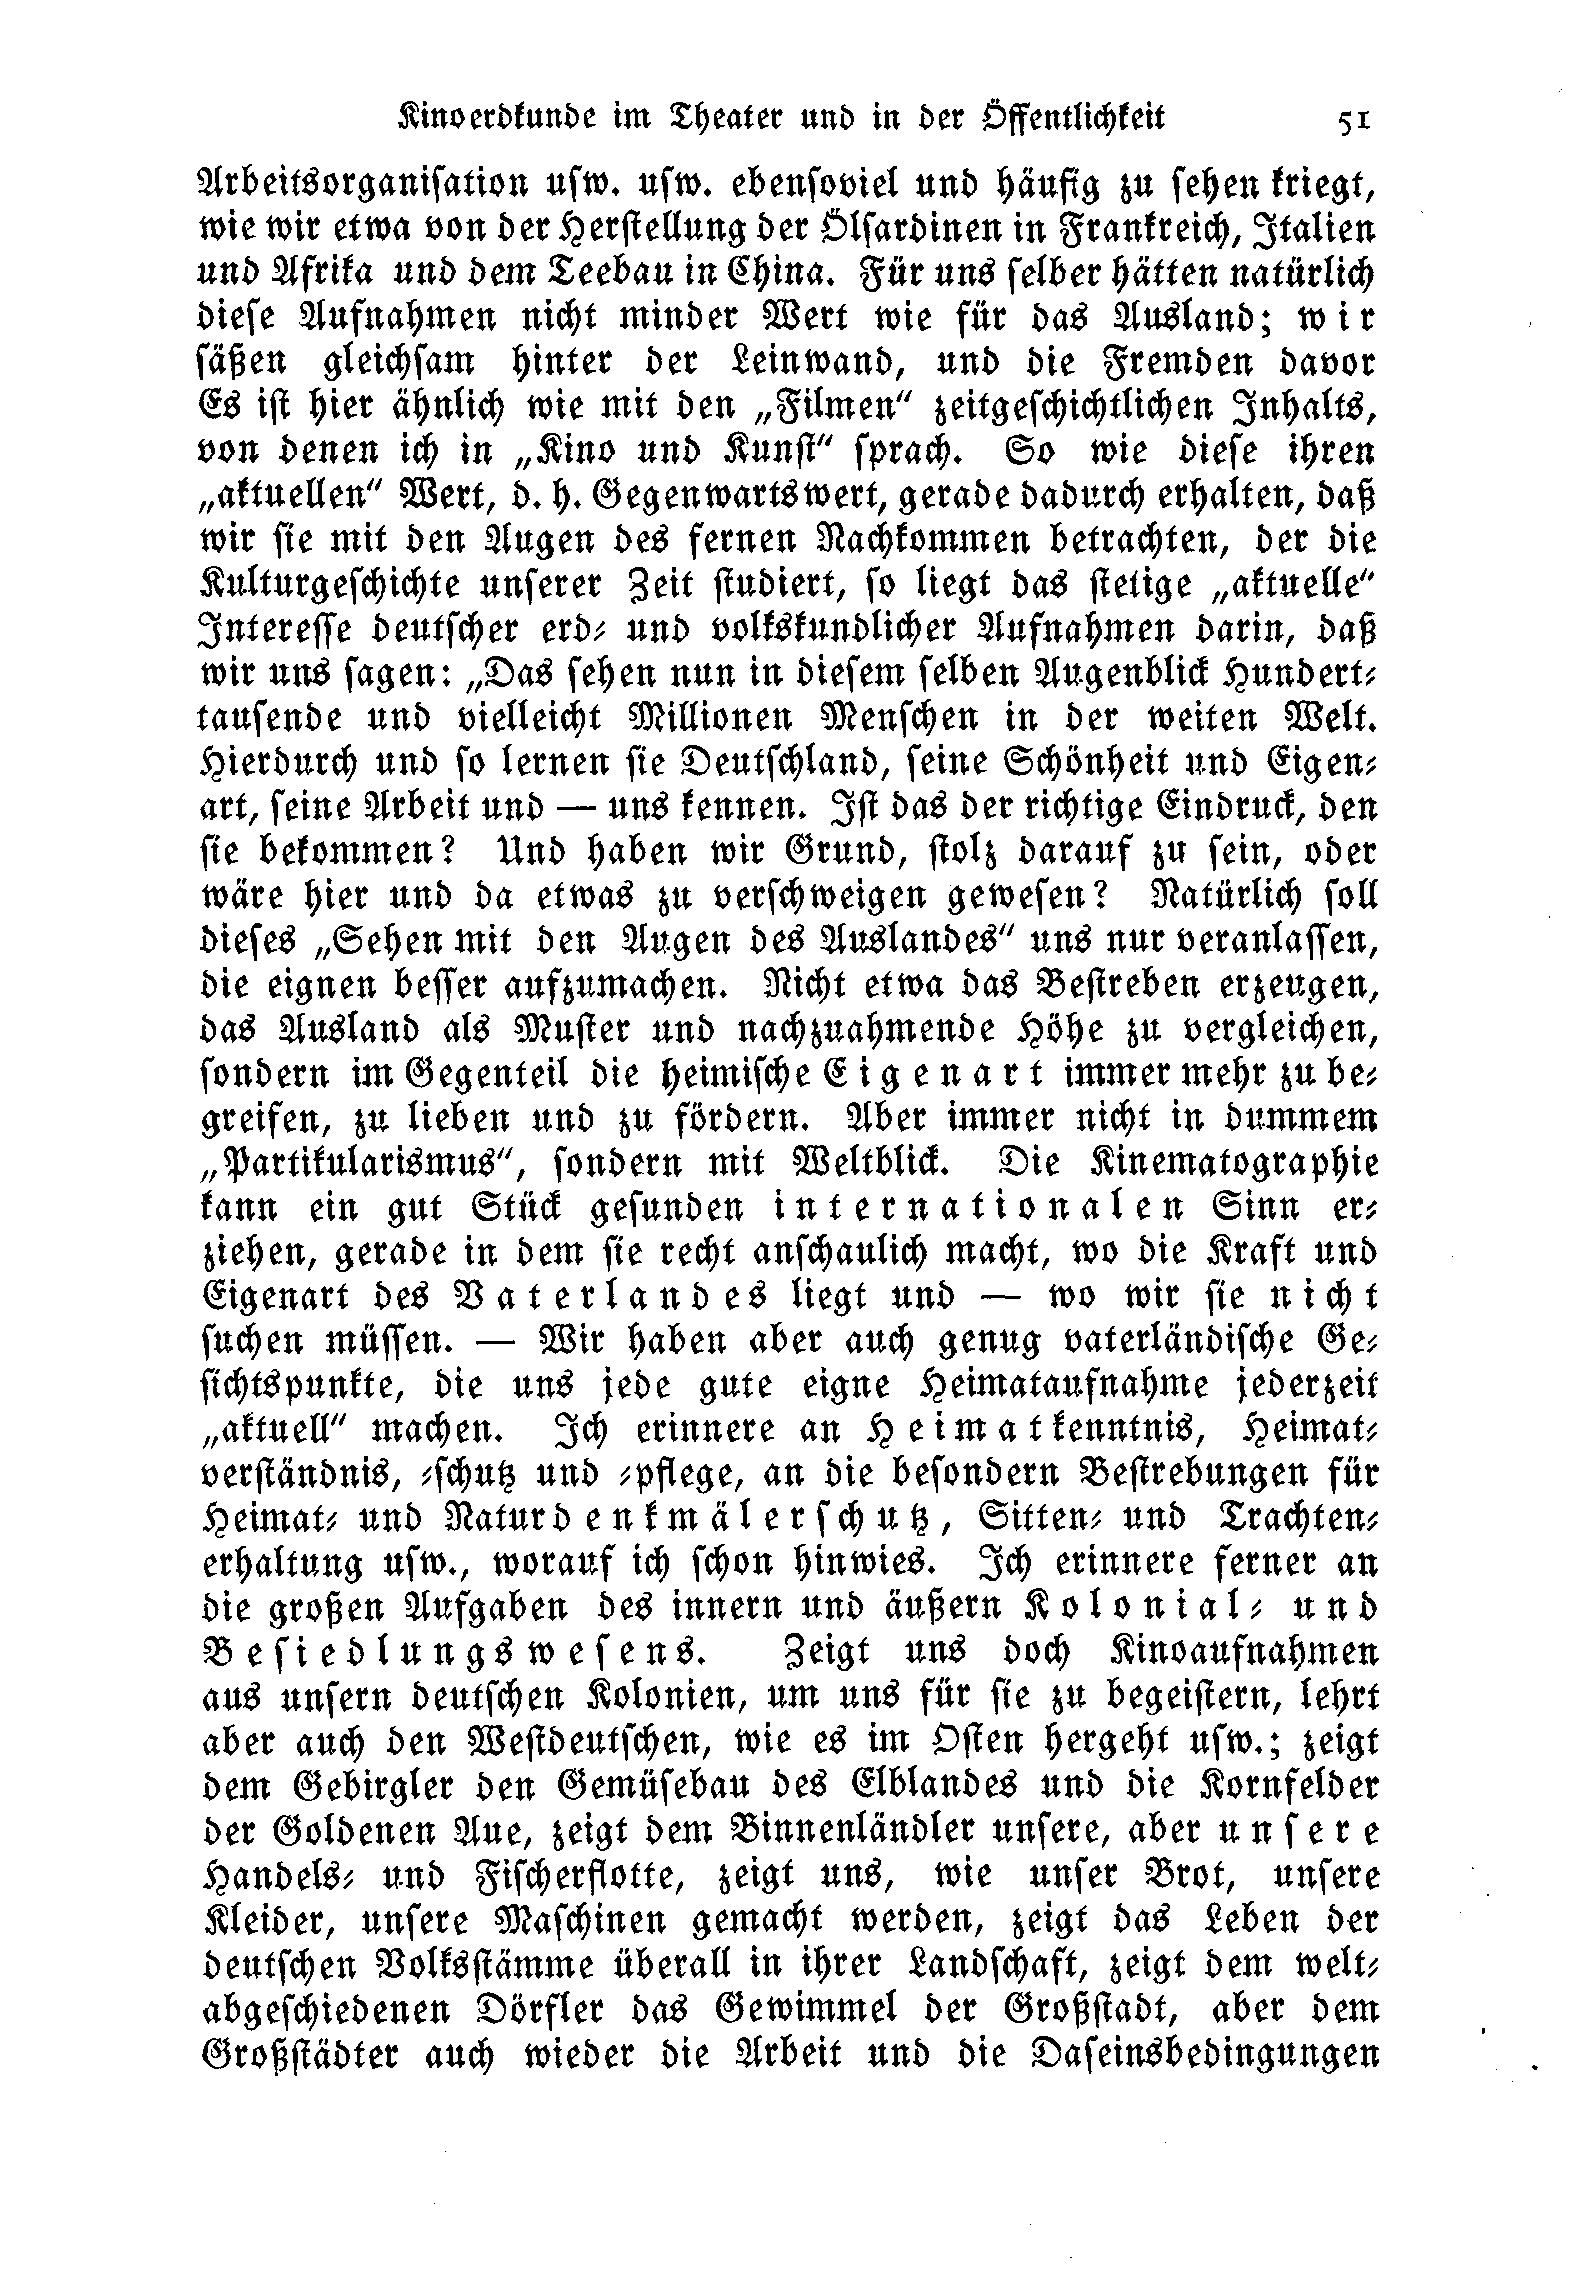 Kinoerdkunde im Theater und in der Öffentlichkeit 51
Arbeitsorganisation usw. usw. ebensoviel und häufig zu sehen kriegt,
wie wir etwa von der Herstellung der Ölsardinen in Frankreich, Italien
und Afrika und dem Teebau in China. Für uns selber hätten natürlich
diese Aufnahmen nicht minder Wert wie für das Ausland; wir
säßen gleichsam hinter der Leinwand, und die Fremden davor
Es ist hier ähnlich wie mit den „Filmen“ zeitgeschichtlichen Inhalts,
von denen ich in „Kino und Kunst“ sprach. So wie diese ihren
„aktuellen“ Wert, d. h. Gegenwartswert, gerade dadurch erhalten, daß
wir sie mit den Augen des fernen Nachkommen betrachten, der die
Kulturgeschichte unserer Zeit studiert, so liegt das stetige „aktuelle“
Interesse deutscher erd- und volkskundlicher Aufnahmen darin, daß
wir uns sagen: „Das sehen nun in diesem selben Augenblick Hundert-
tausende und vielleicht Millionen Menschen in der weiten Welt.
Hierdurch und so lernen sie Deutschland, seine Schönheit und Eigen-
art, seine Arbeit und — uns kennen. Ist das der richtige Eindruck, den
sie bekommen? Und haben wir Grund, stolz darauf zu sein, oder
wäre hier und da etwas zu verschweigen gewesen? Natürlich soll
dieses „Sehen mit den Augen des Auslandes“ uns nur veranlassen,
die eignen besser aufzumachen. Nicht etwa das Bestreben erzeugen,
das Ausland als Muster und nachzuahmende Höhe zu vergleichen,
sondern im Gegenteil die heimische Eigenart immer mehr zu be-
greifen, zu lieben und zu fördern. Aber immer nicht in dummem
„Partikularismus“, sondern mit Weltblick. Die Kinematographie
kann ein gut Stück gesunden internationalen Sinn er-
ziehen, gerade in dem sie recht anschaulich macht, wo die Kraft und
Eigenart des Vaterlandes liegt und — wo wir sie nicht
suchen müssen. — Wir haben aber auch genug vaterländische Ge-
sichtspunkte, die uns jede gute eigne Heimataufnahme jederzeit
„aktuell“ machen. Ich erinnere an Heimatkenntnis, Heimat-
verständnis, -schutz und -pflege, an die besondern Bestrebungen für
Heimat- und Naturdenkmälerschutz, Sitten- und Trachten-
erhaltung usw., worauf ich schon hinwies. Ich erinnere ferner an
die großen Aufgaben des innern und äußern Kolonial- und
Besiedlungswesens. Zeigt uns doch Kinoaufnahmen
aus unsern deutschen Kolonien, um uns für sie zu begeistern, lehrt
aber auch den Westdeutschen, wie es im Osten hergeht usw.; zeigt
dem Gebirgler den Gemüsebau des Elblandes und die Kornfelder
der Goldenen Aue, zeigt dem Binnenländler unsere, aber unsere
Handels- und Fischerflotte, zeigt uns, wie unser Brot, unsere
Kleider, unsere Maschinen gemacht werden, zeigt das Leben der
deutschen Volksstämme überall in ihrer Landschaft, zeigt dem welt-
abgeschiedenen Dörfler das Gewimmel der Großstadt, aber dem
Großstädter auch wieder die Arbeit und die Daseinsbedingungen